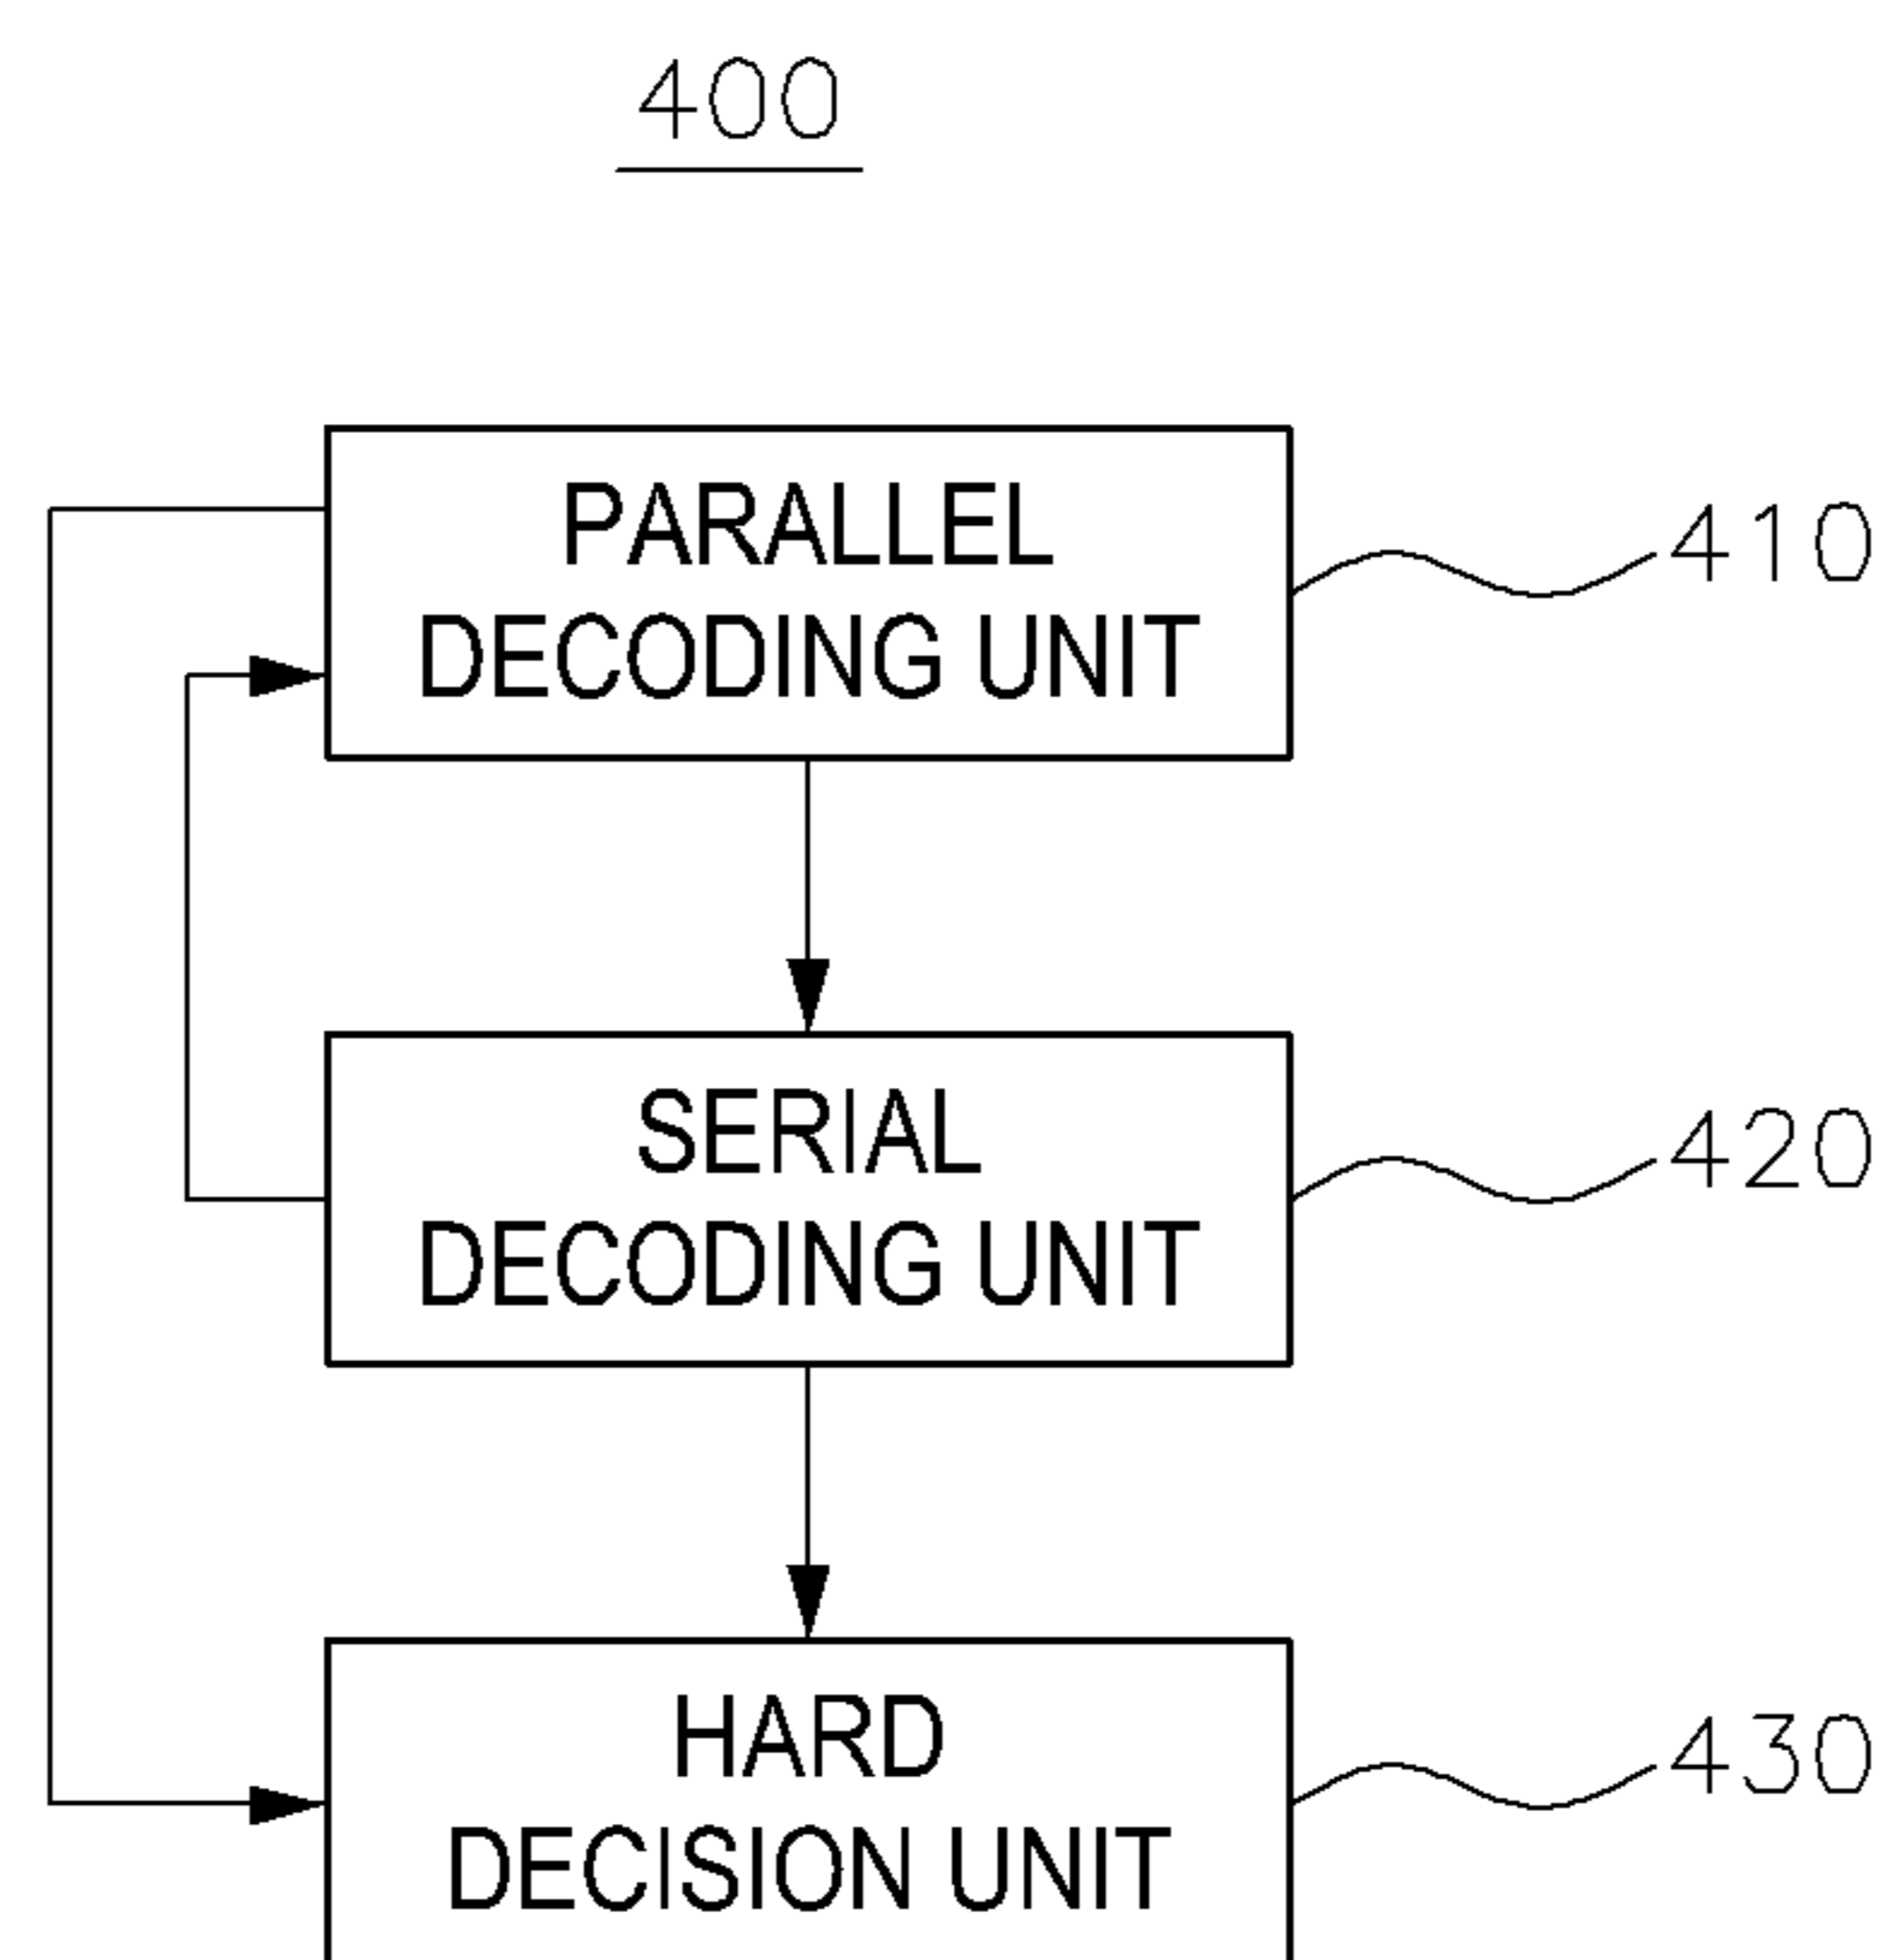 400
PARALLEL
DECODING UNIT
410
SERIAL
DECODING UNIT
420
HARD
DECISION UNIT
430